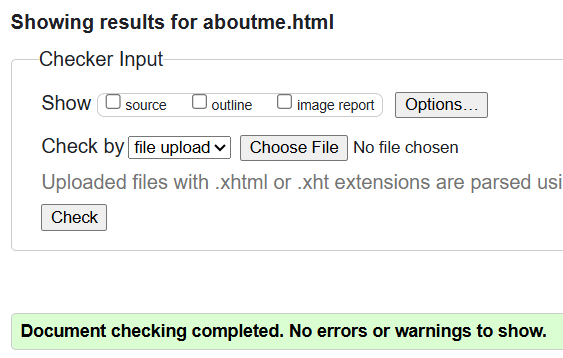 Showing results for aboutme.html
Checker Input
Show source outline image report Options...
Check by file upload Choose File No file chosen
Uploaded files with .xhtml or .xht extensions are parsed usi
Check
Document checking completed. No errors or warnings to show.